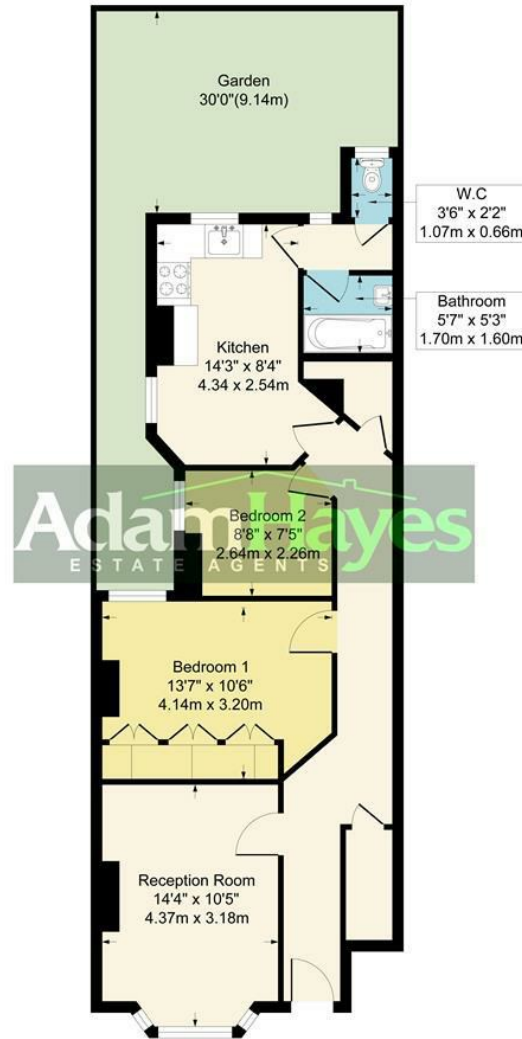 Garden
30'0"(9.14m)
W.C
3'6" x 2'2"
1.07m x 0.66m
Bathroom
5'7" x 5'3"
1.70m x 1.60m
Kitchen
14'3" x 8'4"
4.34 x 2.54m
Adam Hayes
ESTATE AGENTS
Bedroom 2
8'8" x 7'5"
2.64m x 2.26m
Bedroom 1
13'7" x 10'6"
4.14m x 3.20m
Reception Room
14'4" x 10'5"
4.37m x 3.18m